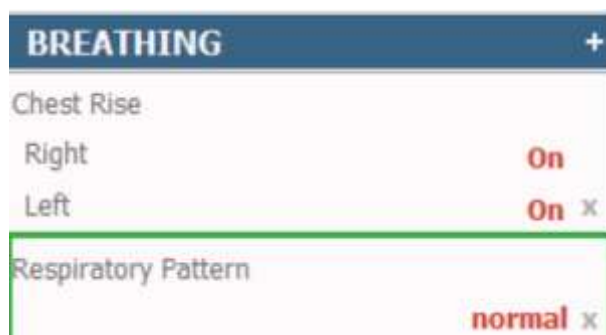 BREATHING +
Chest Rise
Right On
Left On x
Respiratory Pattern
normal x